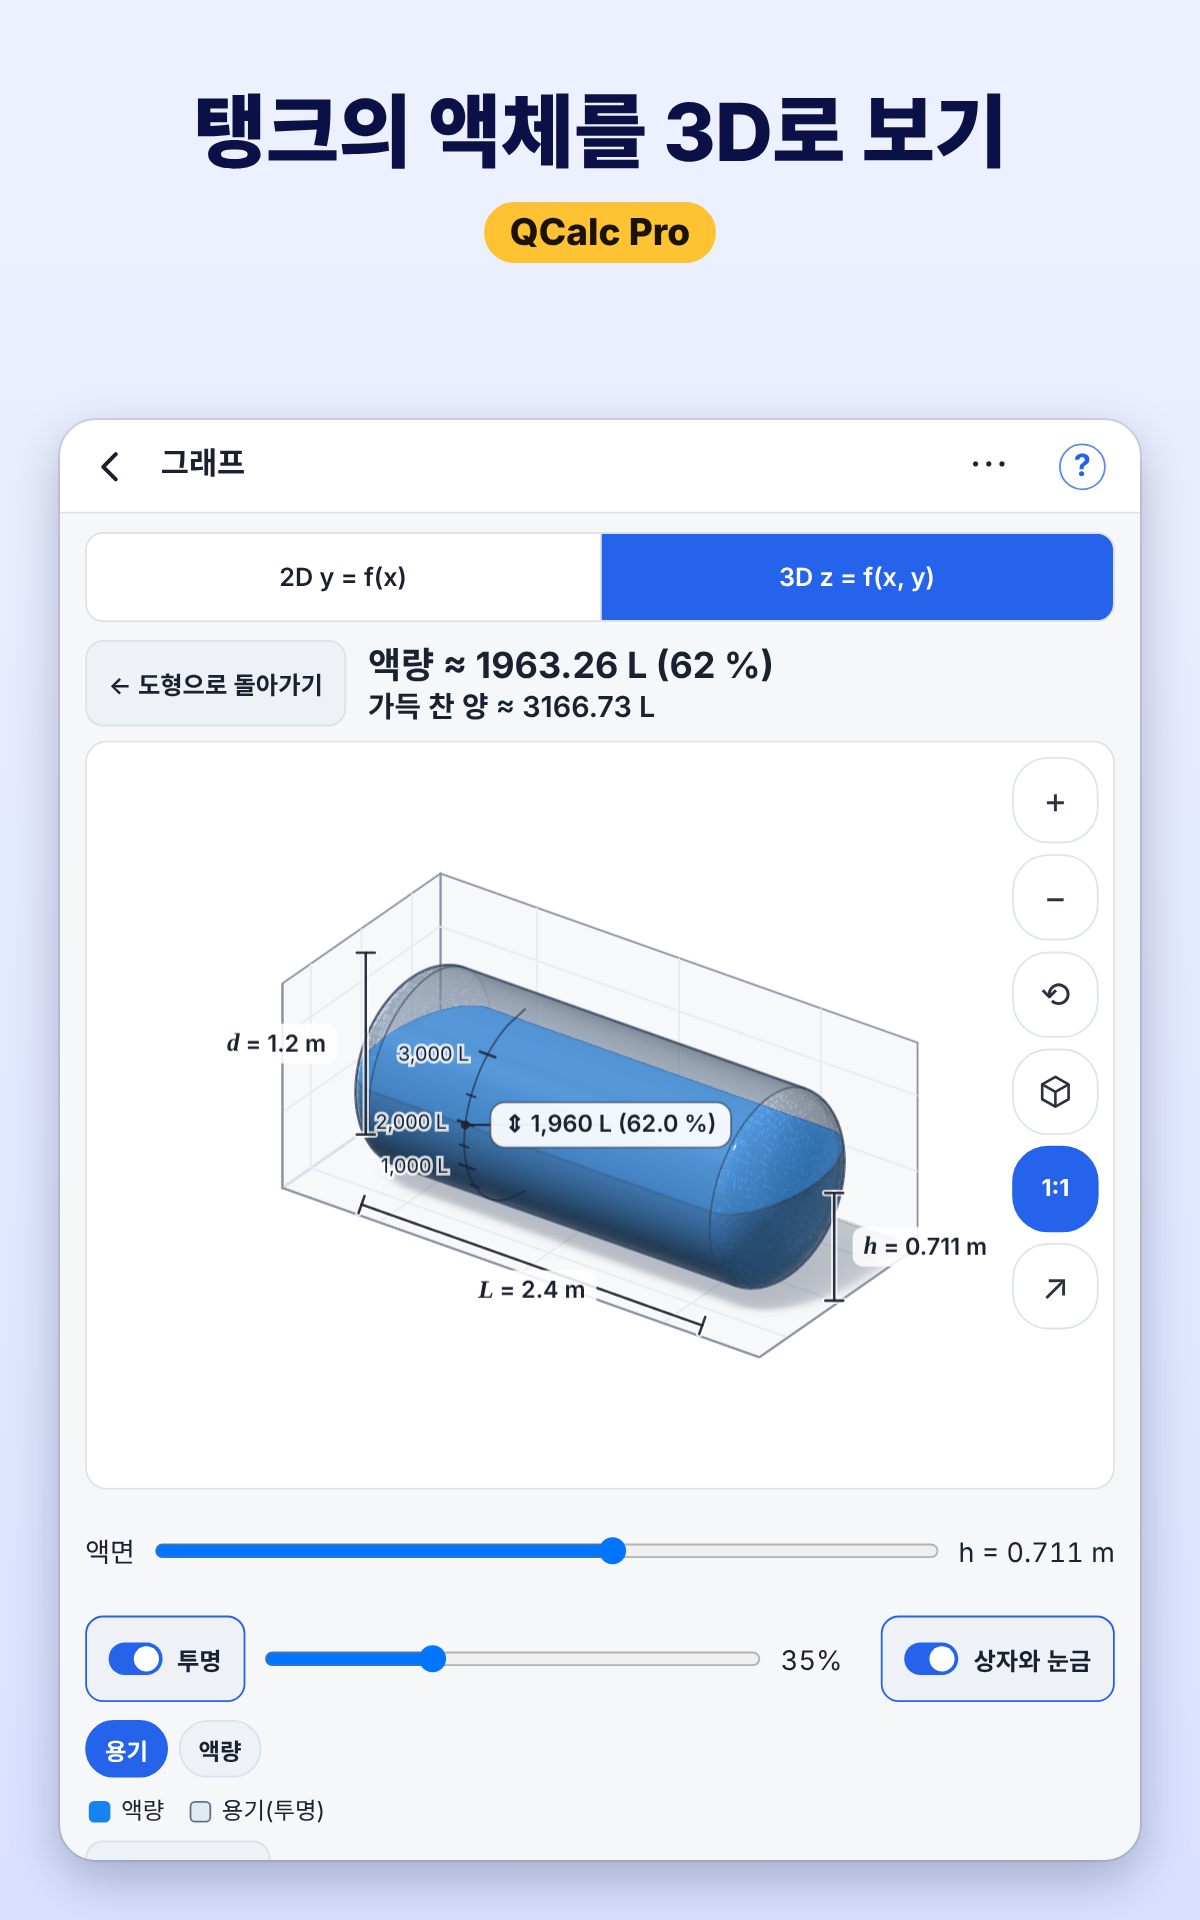 탱크의 액체를 3D로 보기
QCalc Pro
그래프
?
2D y = f(x)
3D z = f(x, y)
← 도형으로 돌아가기
액량 ≈ 1963.26 L (62 %)
가득 찬 양 ≈ 3166.73 L
d = 1.2 m
3,000 L
2,000 L
⇕ 1,960 L (62.0 %)
1,000 L
1:1
h = 0.711 m
L = 2.4 m
액면
h = 0.711 m
투명
35%
상자와 눈금
용기
액량
액량
용기(투명)